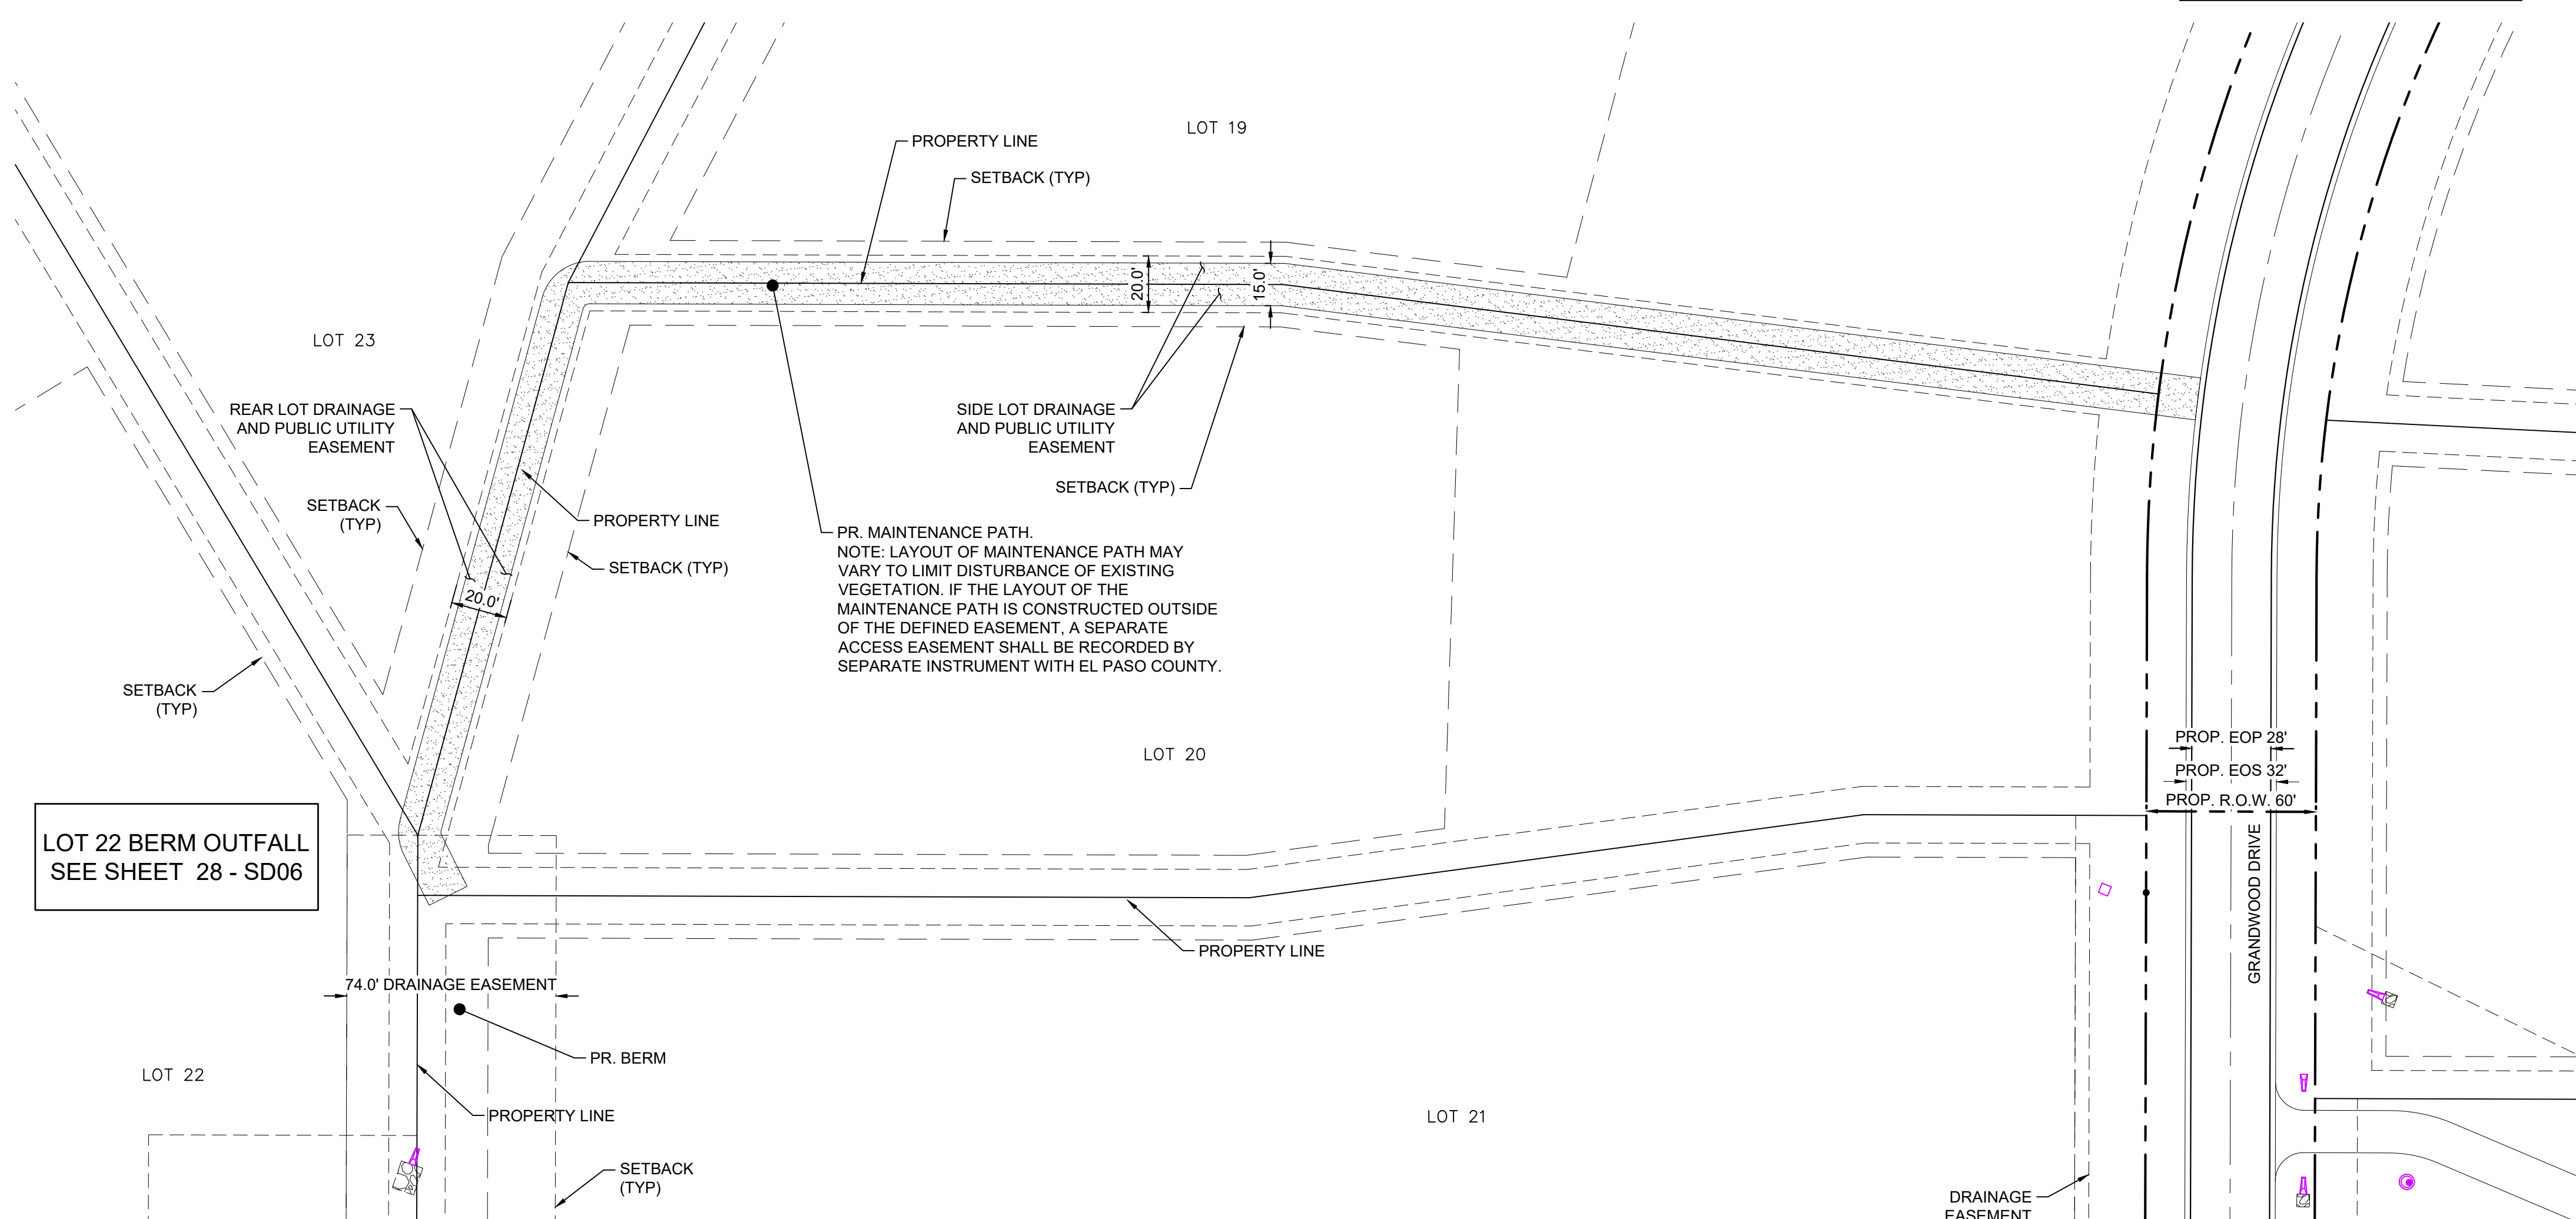 LOT 19
PROPERTY LINE
SETBACK (TYP)
20.0'
15.0'
LOT 23
REAR LOT DRAINAGE
AND PUBLIC UTILITY
EASEMENT
SIDE LOT DRAINAGE
AND PUBLIC UTILITY
EASEMENT
SETBACK (TYP)
SETBACK
(TYP)
PROPERTY LINE
SETBACK (TYP)
20.0'
PR. MAINTENANCE PATH.
NOTE: LAYOUT OF MAINTENANCE PATH MAY
VARY TO LIMIT DISTURBANCE OF EXISTING
VEGETATION. IF THE LAYOUT OF THE
MAINTENANCE PATH IS CONSTRUCTED OUTSIDE
OF THE DEFINED EASEMENT, A SEPARATE
ACCESS EASEMENT SHALL BE RECORDED BY
SEPARATE INSTRUMENT WITH EL PASO COUNTY.
SETBACK
(TYP)
LOT 20
PROP. EOP 28'
PROP. EOS 32'
PROP. R.O.W. 60'
GRANDWOOD DRIVE
LOT 22 BERM OUTFALL
SEE SHEET 28 - SD06
PROPERTY LINE
74.0' DRAINAGE EASEMENT
PR. BERM
LOT 22
PROPERTY LINE
LOT 21
SETBACK
(TYP)
DRAINAGE
EASEMENT